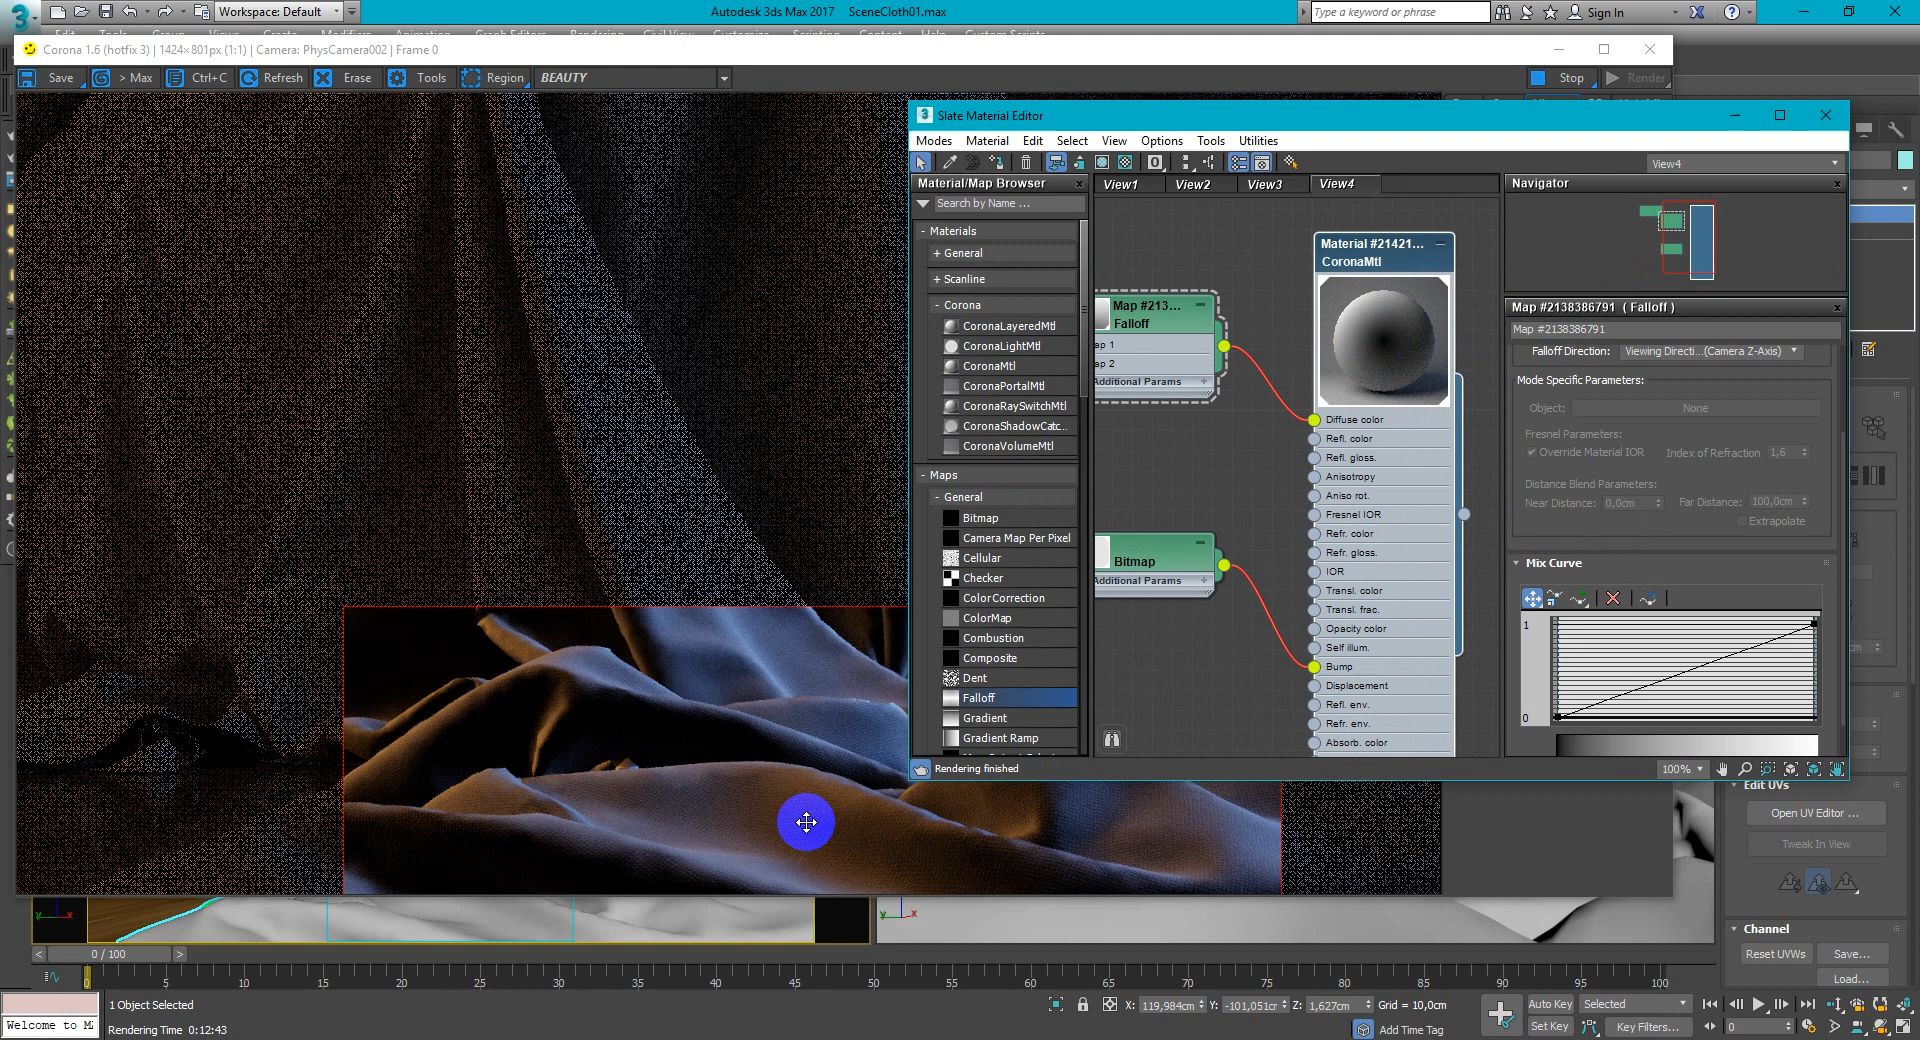 Workspace: Default
Autodesk 3ds Max 2017 SceneCloth01.max
Type a keyword or phrase
Sign In
Corona 1.6 (hotfix 3) | 1424×801px (1:1) | Camera: PhysCamera002 | Frame 0
Save
> Max
Ctrl+C
Refresh
Erase
Tools
Region
BEAUTY
Stop
Render
Slate Material Editor
Modes Material Edit Select View Options Tools Utilities
View4
Material/Map Browser
View1 View2 View3 View4
Navigator
Search by Name ...
- Materials
+ General
+ Scanline
- Corona
CoronaLayeredMtl
CoronaLightMtl
CoronaMtl
CoronaPortalMtl
CoronaRaySwitchMtl
CoronaShadowCatc...
CoronaVolumeMtl
- Maps
- General
Bitmap
Camera Map Per Pixel
Cellular
Checker
ColorCorrection
ColorMap
Combustion
Composite
Dent
Falloff
Gradient
Gradient Ramp
Map #213...
Falloff
ap 1
ap 2
Additional Params +
Bitmap
Additional Params +
Material #21421...
CoronaMtl
Diffuse color
Refl. color
Refl. gloss.
Anisotropy
Aniso rot.
Fresnel IOR
Refr. color
Refr. gloss.
IOR
Transl. color
Transl. frac.
Opacity color
Self illum.
Bump
Displacement
Refl. env.
Refr. env.
Absorb. color
Map #2138386791 ( Falloff )
Map #2138386791
Falloff Direction: Viewing Directi...(Camera Z-Axis)
Mode Specific Parameters:
Object: None
Fresnel Parameters:
Override Material IOR Index of Refraction 1,6
Distance Blend Parameters:
Near Distance: 0,0cm Far Distance: 100,0cm
Extrapolate
Mix Curve
1
0
Rendering finished
100%
Edit UVs
Open UV Editor ...
Tweak In View
Channel
Reset UVWs Save...
Load...
y x
y x
< 0 / 100 >
0 5 10 15 20 25 30 35 40 45 50 55 60 65 70 75 80 85 90 95 100
1 Object Selected
X: 119,984cm Y: -101,051cr Z: 1,627cm Grid = 10,0cm
Auto Key Selected
Welcome to M
Rendering Time 0:12:43
Add Time Tag
Set Key Key Filters...
0